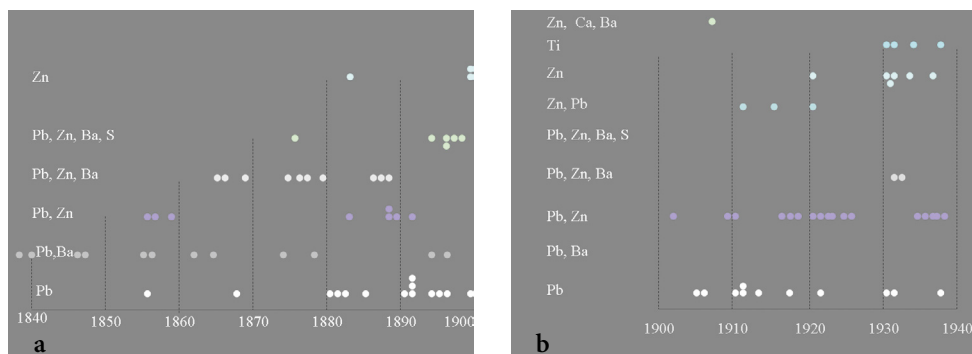 Zn
Pb, Zn, Ba, S
Pb, Zn, Ba
Pb, Zn
Pb,Ba
Pb
1840 1850 1860 1870 1880 1890 1900
a
Zn, Ca, Ba
Ti
Zn
Zn, Pb
Pb, Zn, Ba, S
Pb, Zn, Ba
Pb, Zn
Pb, Ba
Pb
1900 1910 1920 1930 1940
b